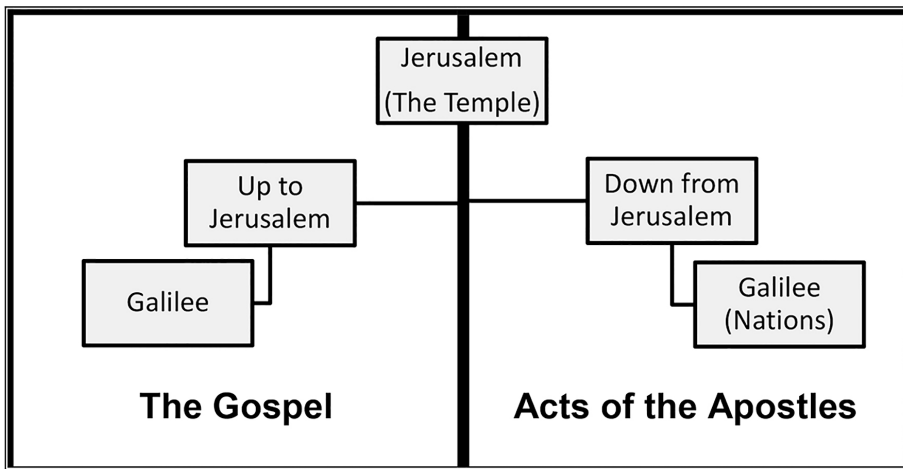 Jerusalem
(The Temple)
Up to
Jerusalem
Down from
Jerusalem
Galilee
Galilee
(Nations)
The Gospel
Acts of the Apostles